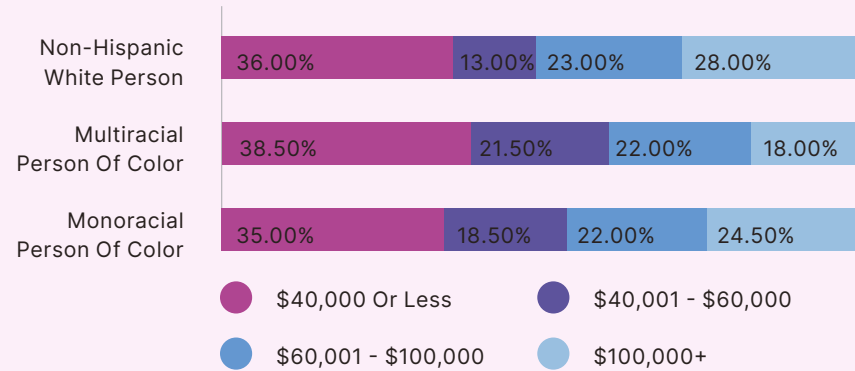 Non-Hispanic
White Person
36.00% 13.00% 23.00% 28.00%
Multiracial
Person Of Color
38.50% 21.50% 22.00% 18.00%
Monoracial
Person Of Color
35.00% 18.50% 22.00% 24.50%
$40,000 Or Less
$40,001 - $60,000
$60,001 - $100,000
$100,000+